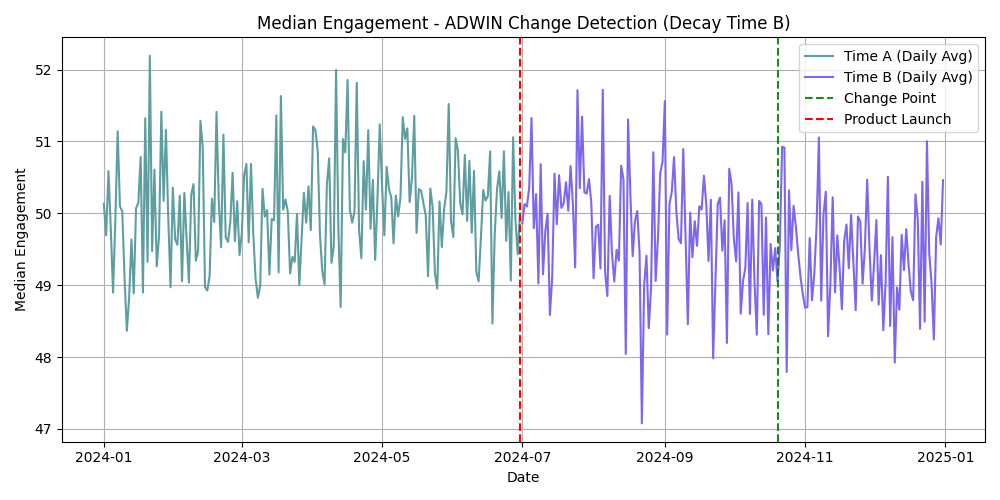 Median Engagement - ADWIN Change Detection (Decay Time B)
Time A (Daily Avg)
Time B (Daily Avg)
Change Point
Product Launch
Median Engagement
52
51
50
49
48
47
2024-01
2024-03
2024-05
2024-07
2024-09
2024-11
2025-01
Date